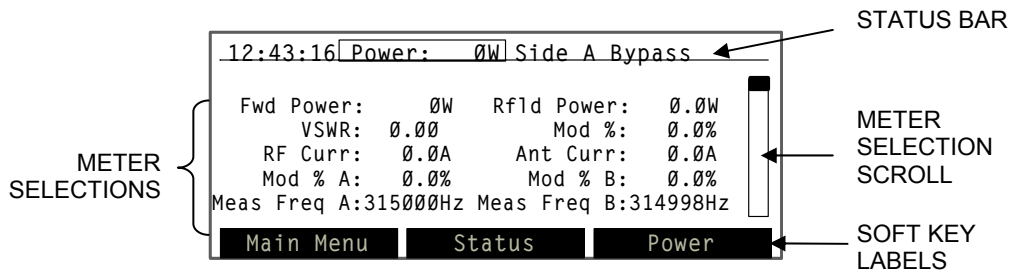 STATUS BAR
12:43:16 Power: ØW Side A Bypass
Fwd Power: ØW Rfld Power: Ø.ØW
VSWR: Ø.ØØ Mod %: Ø.Ø%
RF Curr: Ø.ØA Ant Curr: Ø.ØA
Mod % A: Ø.Ø% Mod % B: Ø.Ø%
Meas Freq A:315ØØØHz Meas Freq B:314998Hz
METER
SELECTIONS
METER
SELECTION
SCROLL
Main Menu Status Power
SOFT KEY
LABELS